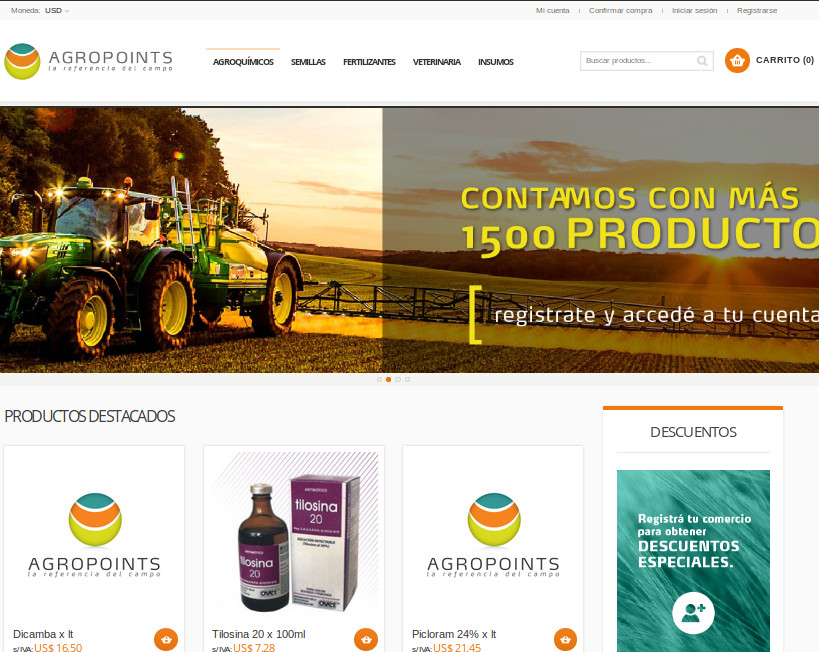 Moneda: USD
Mi cuenta
Confirmar compra
Iniciar sesión
Registrarse
AGROPOINTS
la referencia del campo
AGROQUÍMICOS SEMILLAS FERTILIZANTES VETERINARIA INSUMOS
Buscar productos...
CARRITO (0)
CONTAMOS CON MÁS
1500 PRODUCTO
registrate y accedé a tu cuenta
PRODUCTOS DESTACADOS
DESCUENTOS
AGROPOINTS
la referencia del campo
tilosina
20
tilosina
20
AGROPOINTS
la referencia del campo
Registrá tu comercio
para obtener
DESCUENTOS
ESPECIALES.
Dicamba x lt
s/IVA: US$ 16,50
Tilosina 20 x 100ml
s/IVA: US$ 7,28
Picloram 24% x lt
s/IVA: US$ 21,45